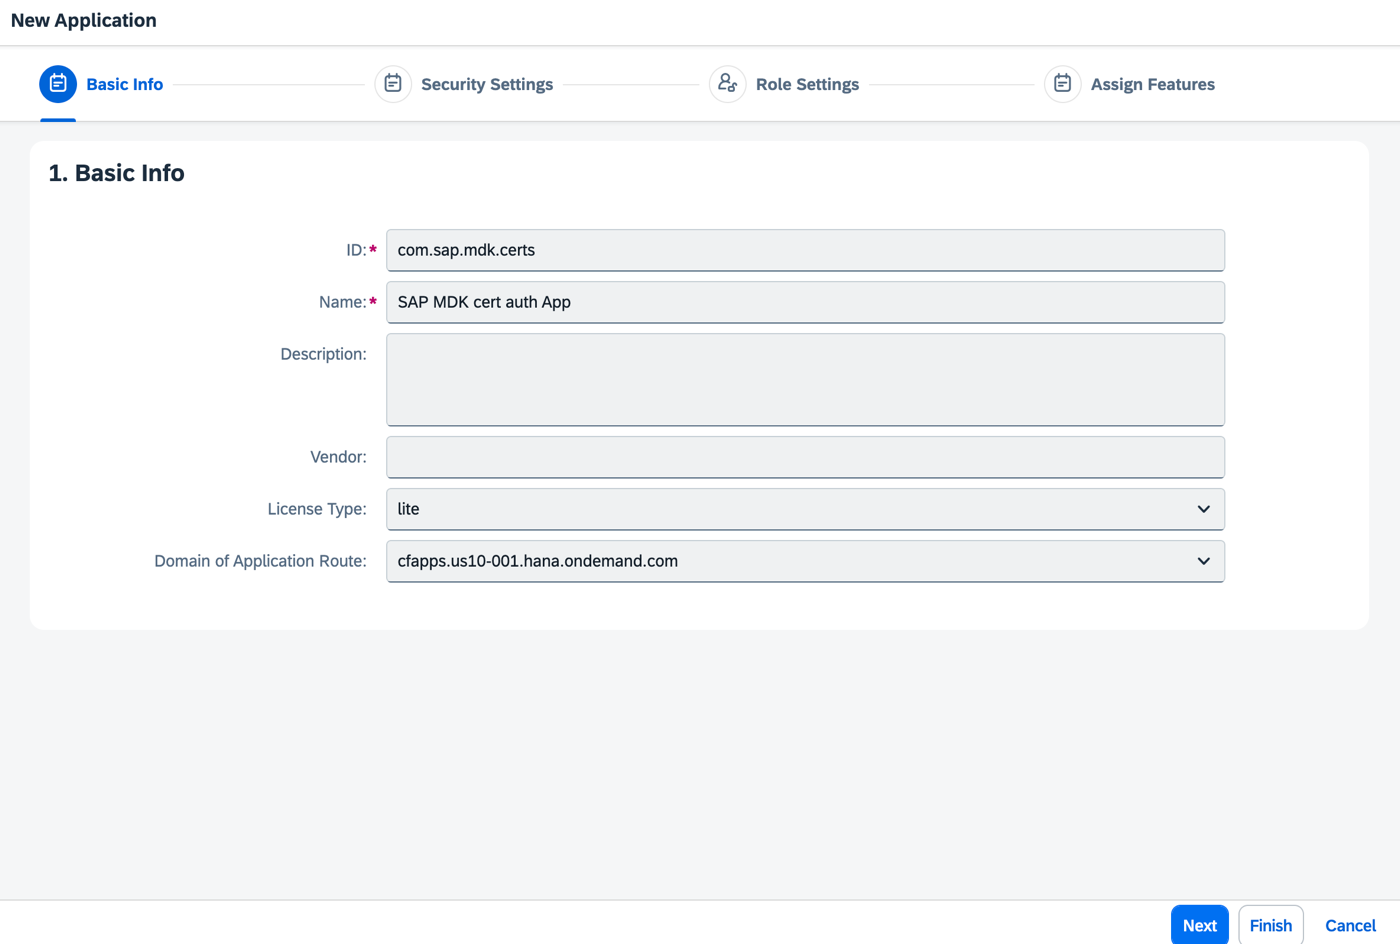 New Application
Basic Info
Security Settings
Role Settings
Assign Features
1. Basic Info
ID:* com.sap.mdk.certs
Name:* SAP MDK cert auth App
Description:
Vendor:
License Type: lite
Domain of Application Route: cfapps.us10-001.hana.ondemand.com
Next Finish Cancel